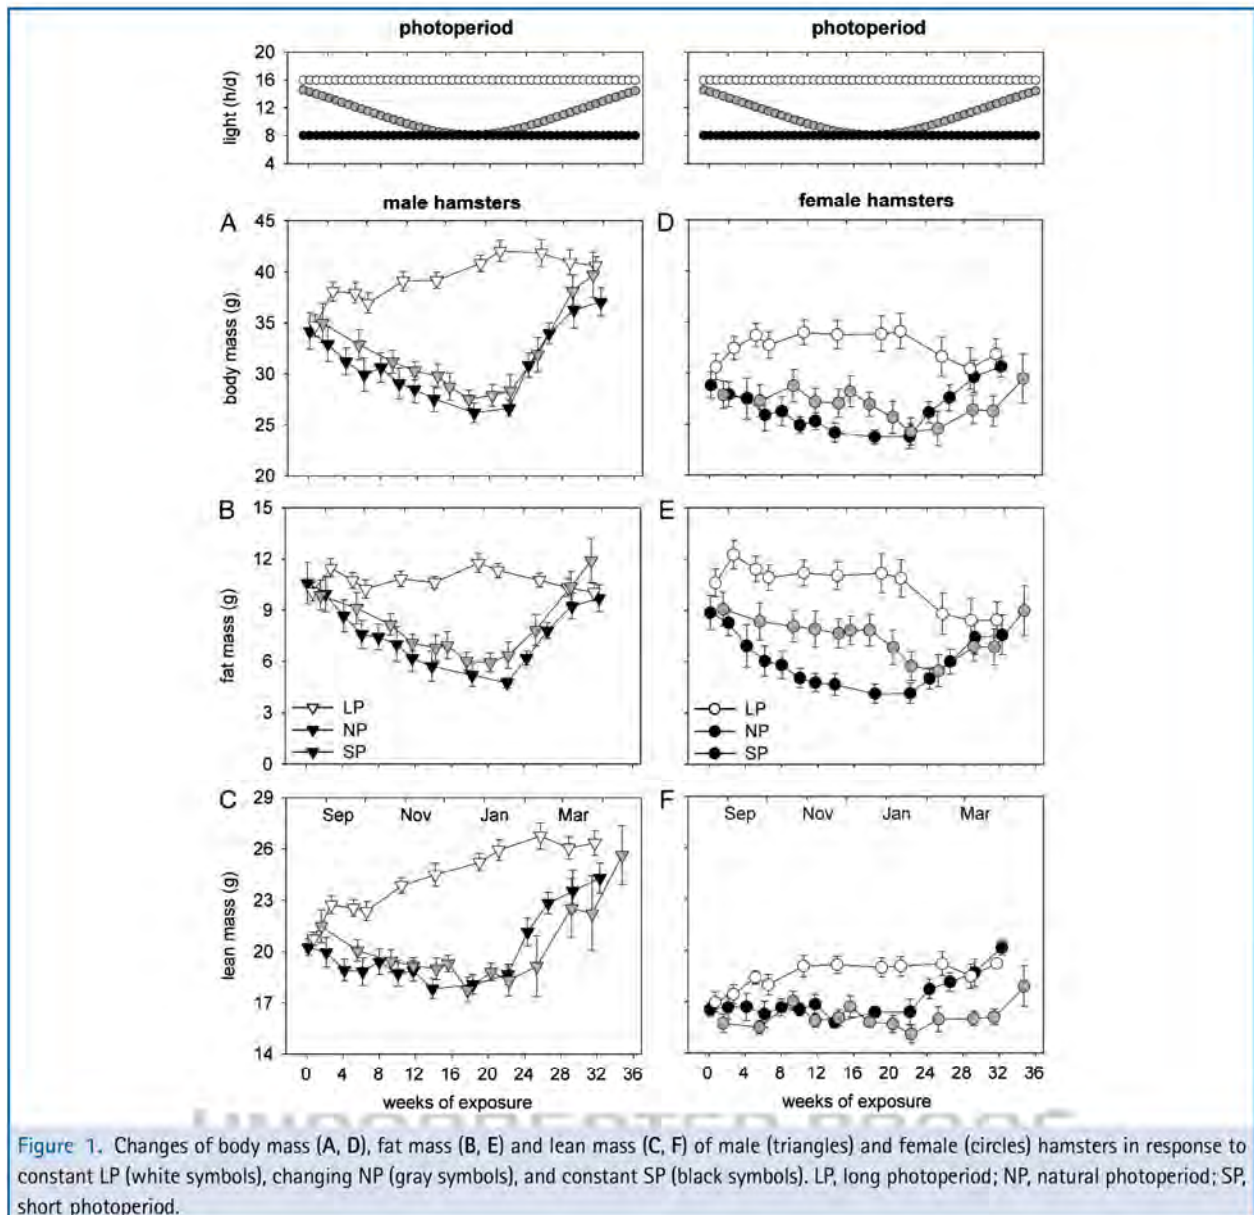 photoperiod
photoperiod
20
16
12
8
4
light (h/d)
male hamsters
female hamsters
A
45
40
35
30
25
20
body mass (g)
D
B
15
12
9
6
3
0
fat mass (g)
LP
NP
SP
E
LP
NP
SP
C
29
26
23
20
17
14
lean mass (g)
Sep Nov Jan Mar
F
Sep Nov Jan Mar
0 4 8 12 16 20 24 28 32 36
0 4 8 12 16 20 24 28 32 36
weeks of exposure
weeks of exposure
Figure 1. Changes of body mass (A, D), fat mass (B, E) and lean mass (C, F) of male (triangles) and female (circles) hamsters in response to
constant LP (white symbols), changing NP (gray symbols), and constant SP (black symbols). LP, long photoperiod; NP, natural photoperiod; SP,
short photoperiod.